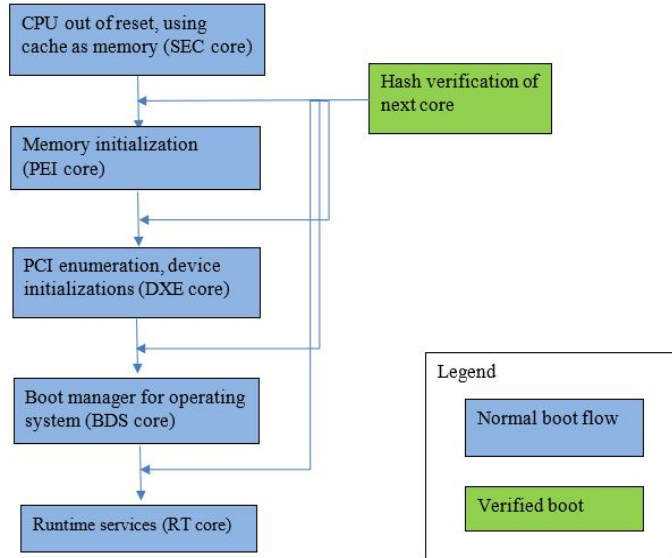 CPU out of reset, using
cache as memory (SEC core)
Hash verification of
next core
Memory initialization
(PEI core)
PCI enumeration, device
initializations (DXE core)
Boot manager for operating
system (BDS core)
Runtime services (RT core)
Legend
Normal boot flow
Verified boot